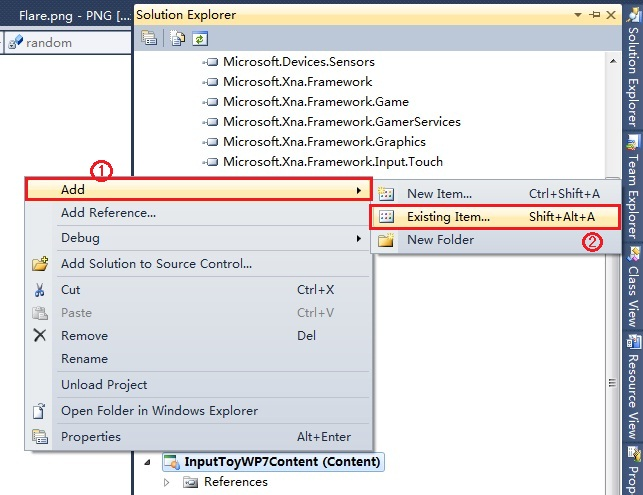 Flare.png - PNG [...
Solution Explorer
random
Microsoft.Devices.Sensors
Microsoft.Xna.Framework
Microsoft.Xna.Framework.Game
Microsoft.Xna.Framework.GamerServices
Microsoft.Xna.Framework.Graphics
Microsoft.Xna.Framework.Input.Touch
①
Add
New Item... Ctrl+Shift+A
Add Reference...
Existing Item... Shift+Alt+A
Debug
New Folder
②
Add Solution to Source Control...
Cut Ctrl+X
Paste Ctrl+V
Remove Del
Rename
Unload Project
Open Folder in Windows Explorer
Properties Alt+Enter
InputToyWP7Content (Content)
References
Solution Explorer
Team Explorer
Class View
Resource View
Prop